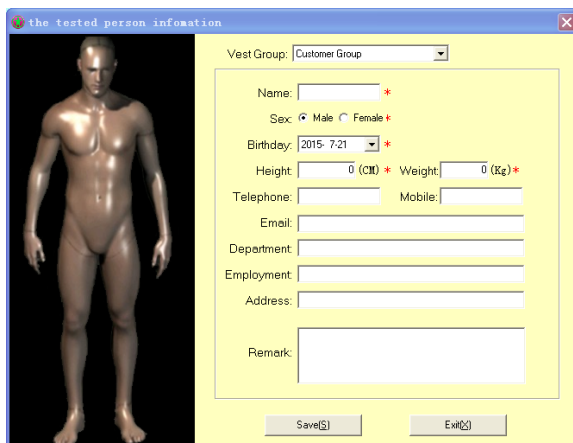 the tested person infomation
Vest Group: Customer Group
Name: *
Sex: Male Female *
Birthday: 2015- 7-21 *
Height: 0 (CM) * Weight: 0 (Kg) *
Telephone: Mobile:
Email:
Department:
Employment:
Address:
Remark:
Save(S) Exit(X)